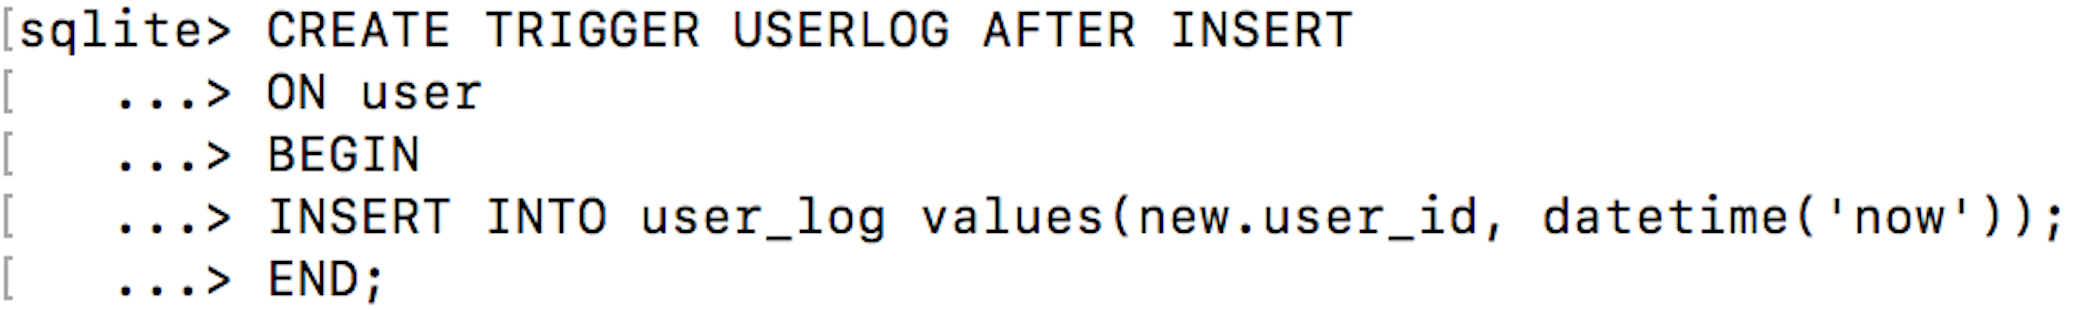 [sqlite> CREATE TRIGGER USERLOG AFTER INSERT
[   ...> ON user
[   ...> BEGIN
[   ...> INSERT INTO user_log values(new.user_id, datetime('now'));
[   ...> END;